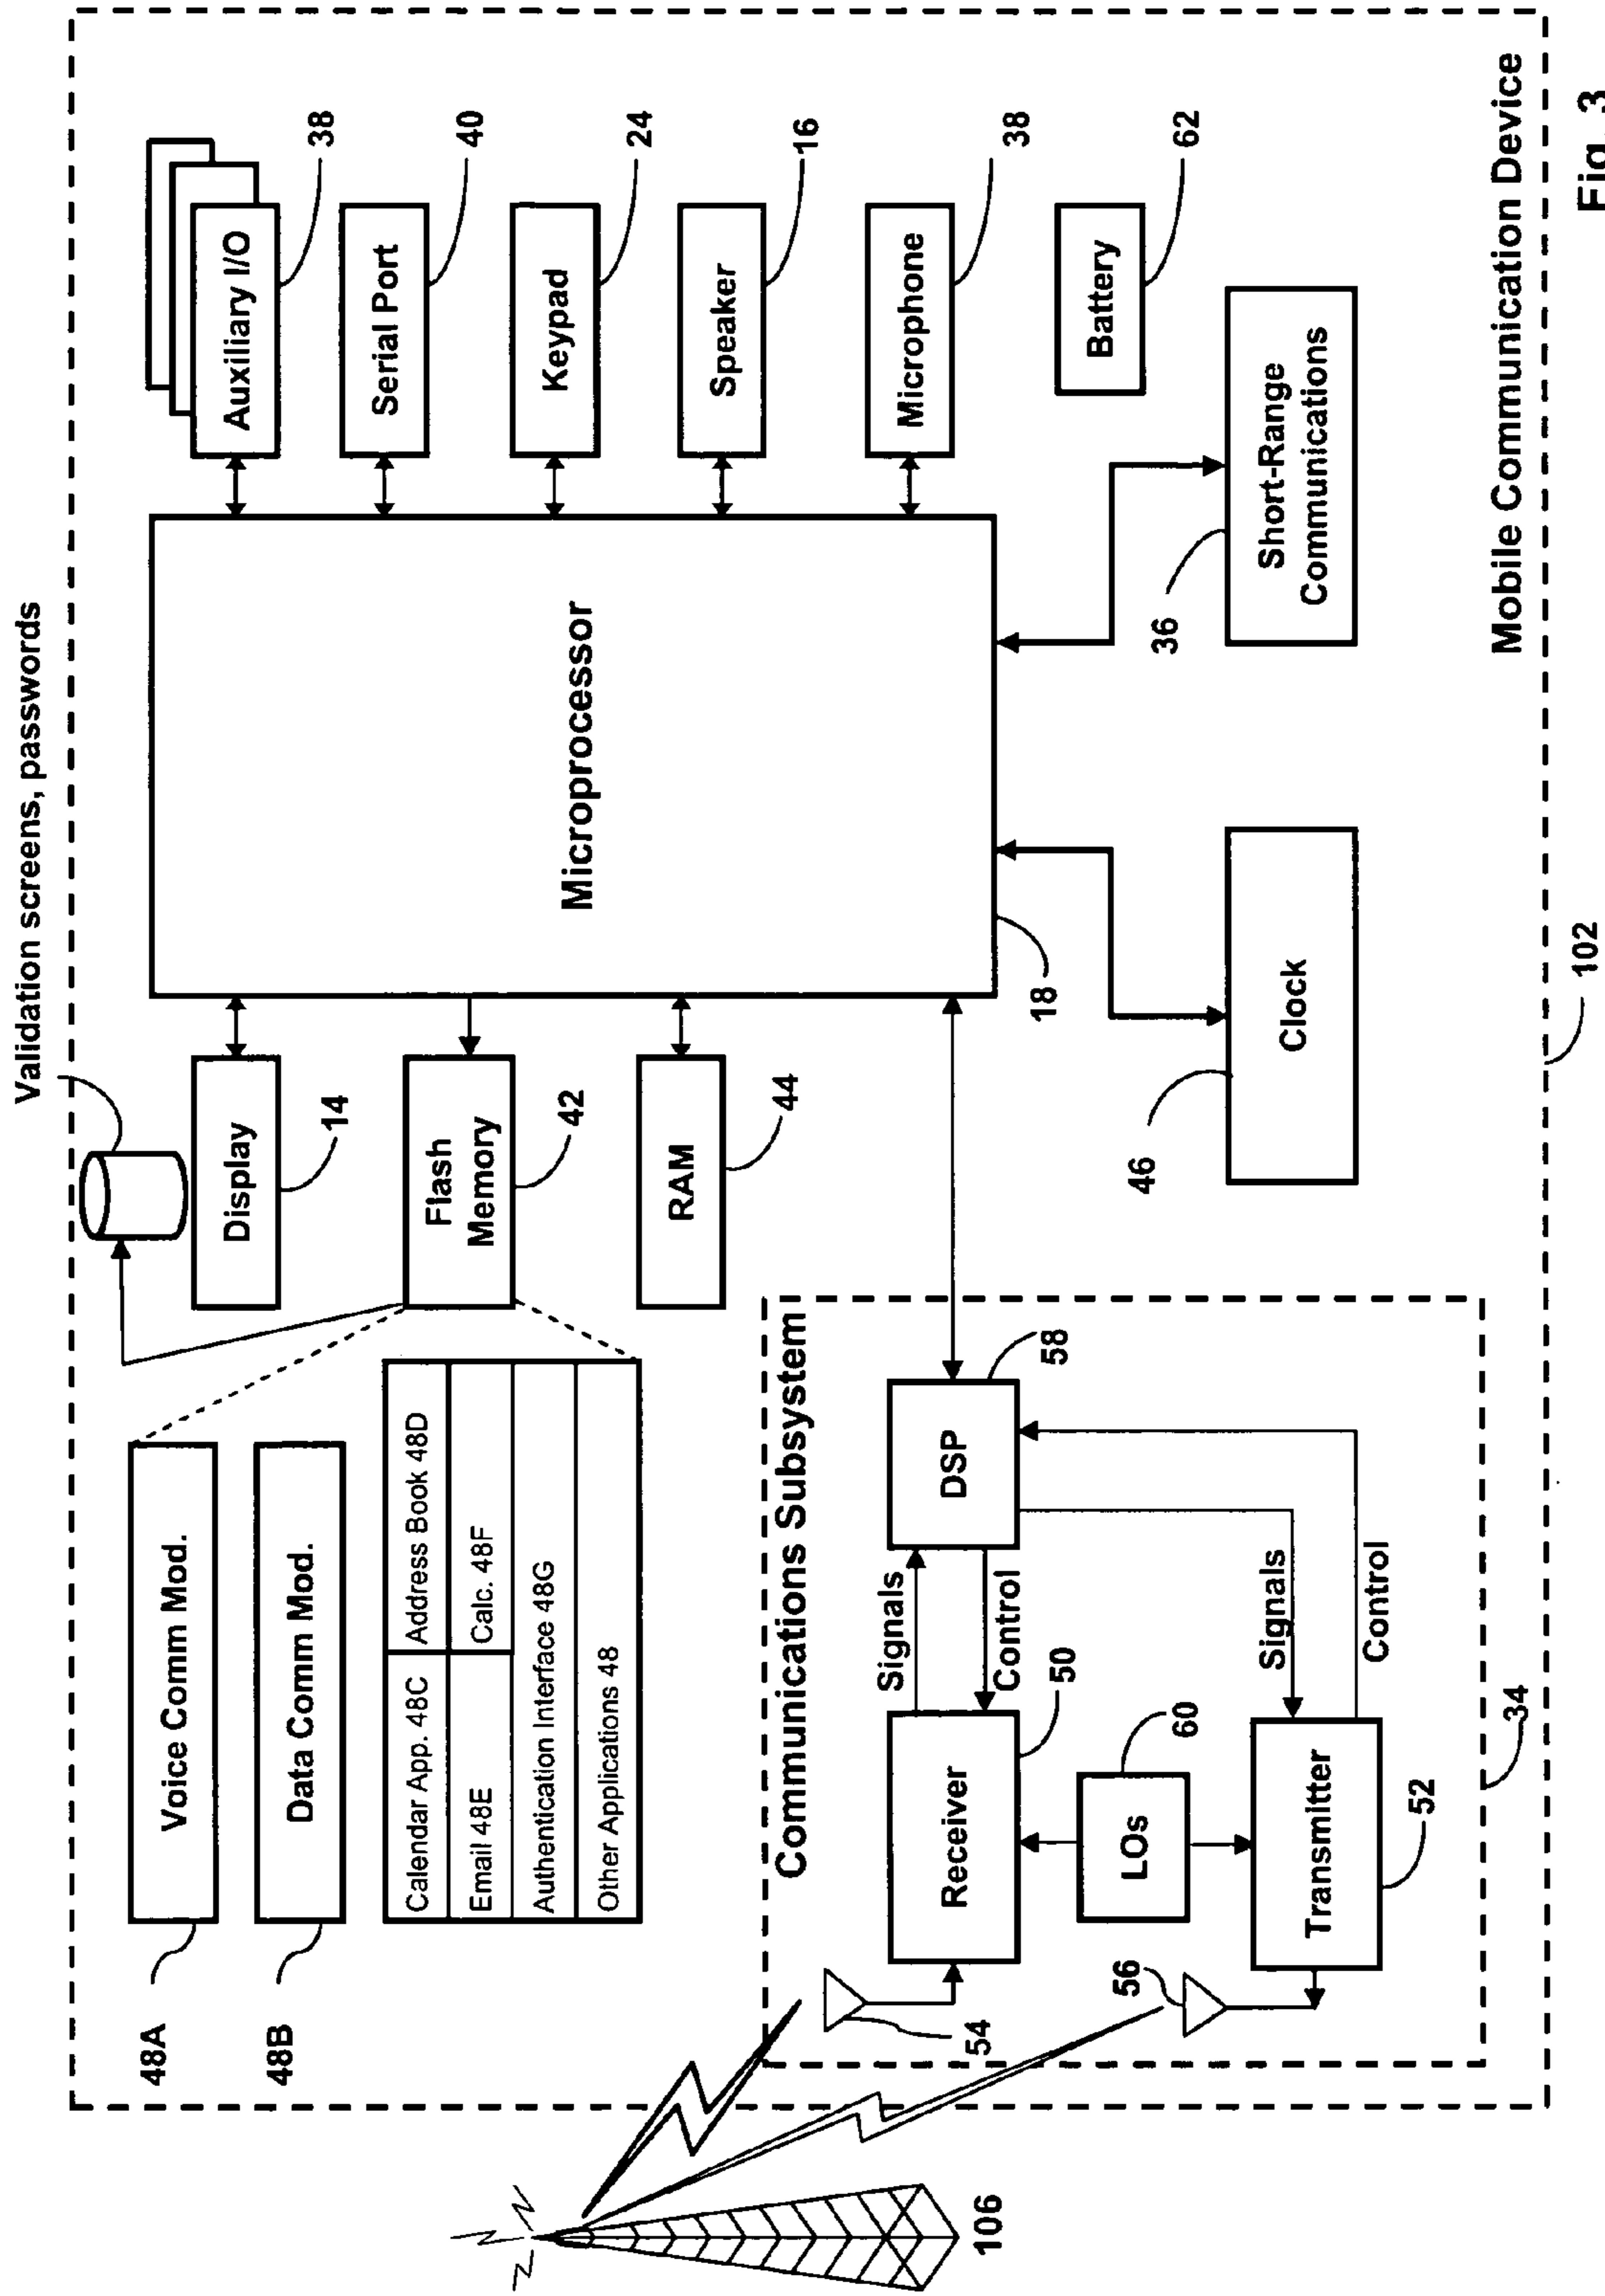 Validation screens, passwords
48A
Voice Comm Mod.
48B
Data Comm Mod.
Calendar App. 48C
Address Book 48D
Email 48E
Calc. 48F
Authentication Interface 48G
Other Applications 48
Display
14
Flash
Memory
42
RAM
44
Microprocessor
18
Auxiliary I/O
38
Serial Port
40
Keypad
24
Speaker
16
Microphone
38
Battery
62
Communications Subsystem
Receiver
50
Signals
Control
DSP
58
LOs
60
Transmitter
52
Signals
Control
54
56
34
106
Clock
46
Short-Range
Communications
36
Mobile Communication Device
102
Fig. 3